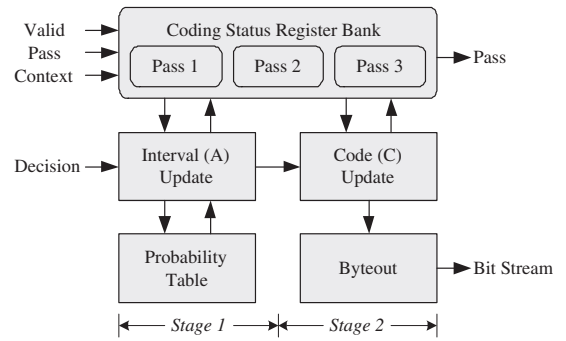 Valid
Pass
Context
Coding Status Register Bank
Pass 1
Pass 2
Pass 3
Pass
Decision
Interval (A)
Update
Code (C)
Update
Probability
Table
Byteout
Bit Stream
Stage 1
Stage 2